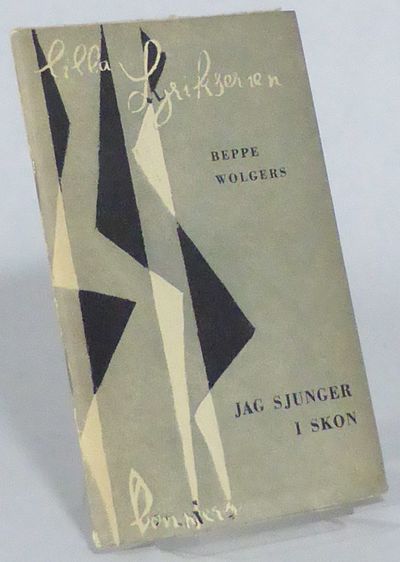 lilla Lyrikserien
BEPPE
WOLGERS
JAG SJUNGER
I SKON
Bonniers